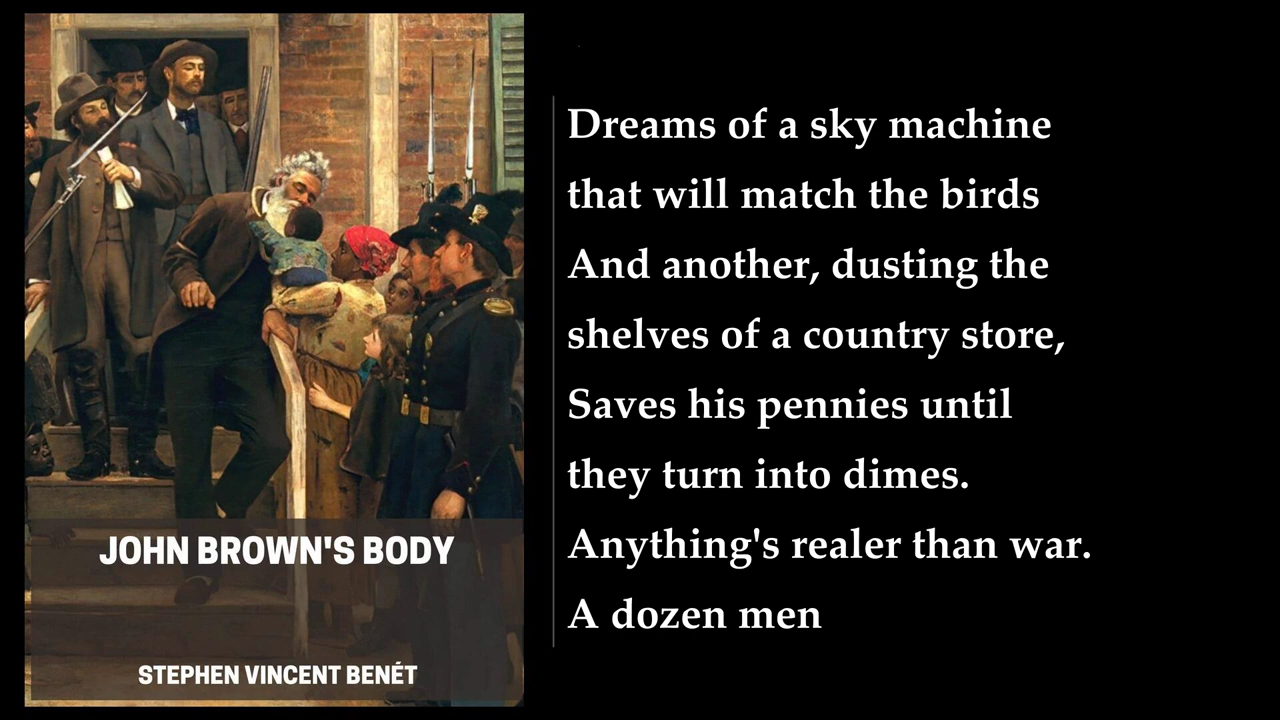 JOHN BROWN'S BODY
STEPHEN VINCENT BENÉT
Dreams of a sky machine
that will match the birds
And another, dusting the
shelves of a country store,
Saves his pennies until
they turn into dimes.
Anything's realer than war.
A dozen men